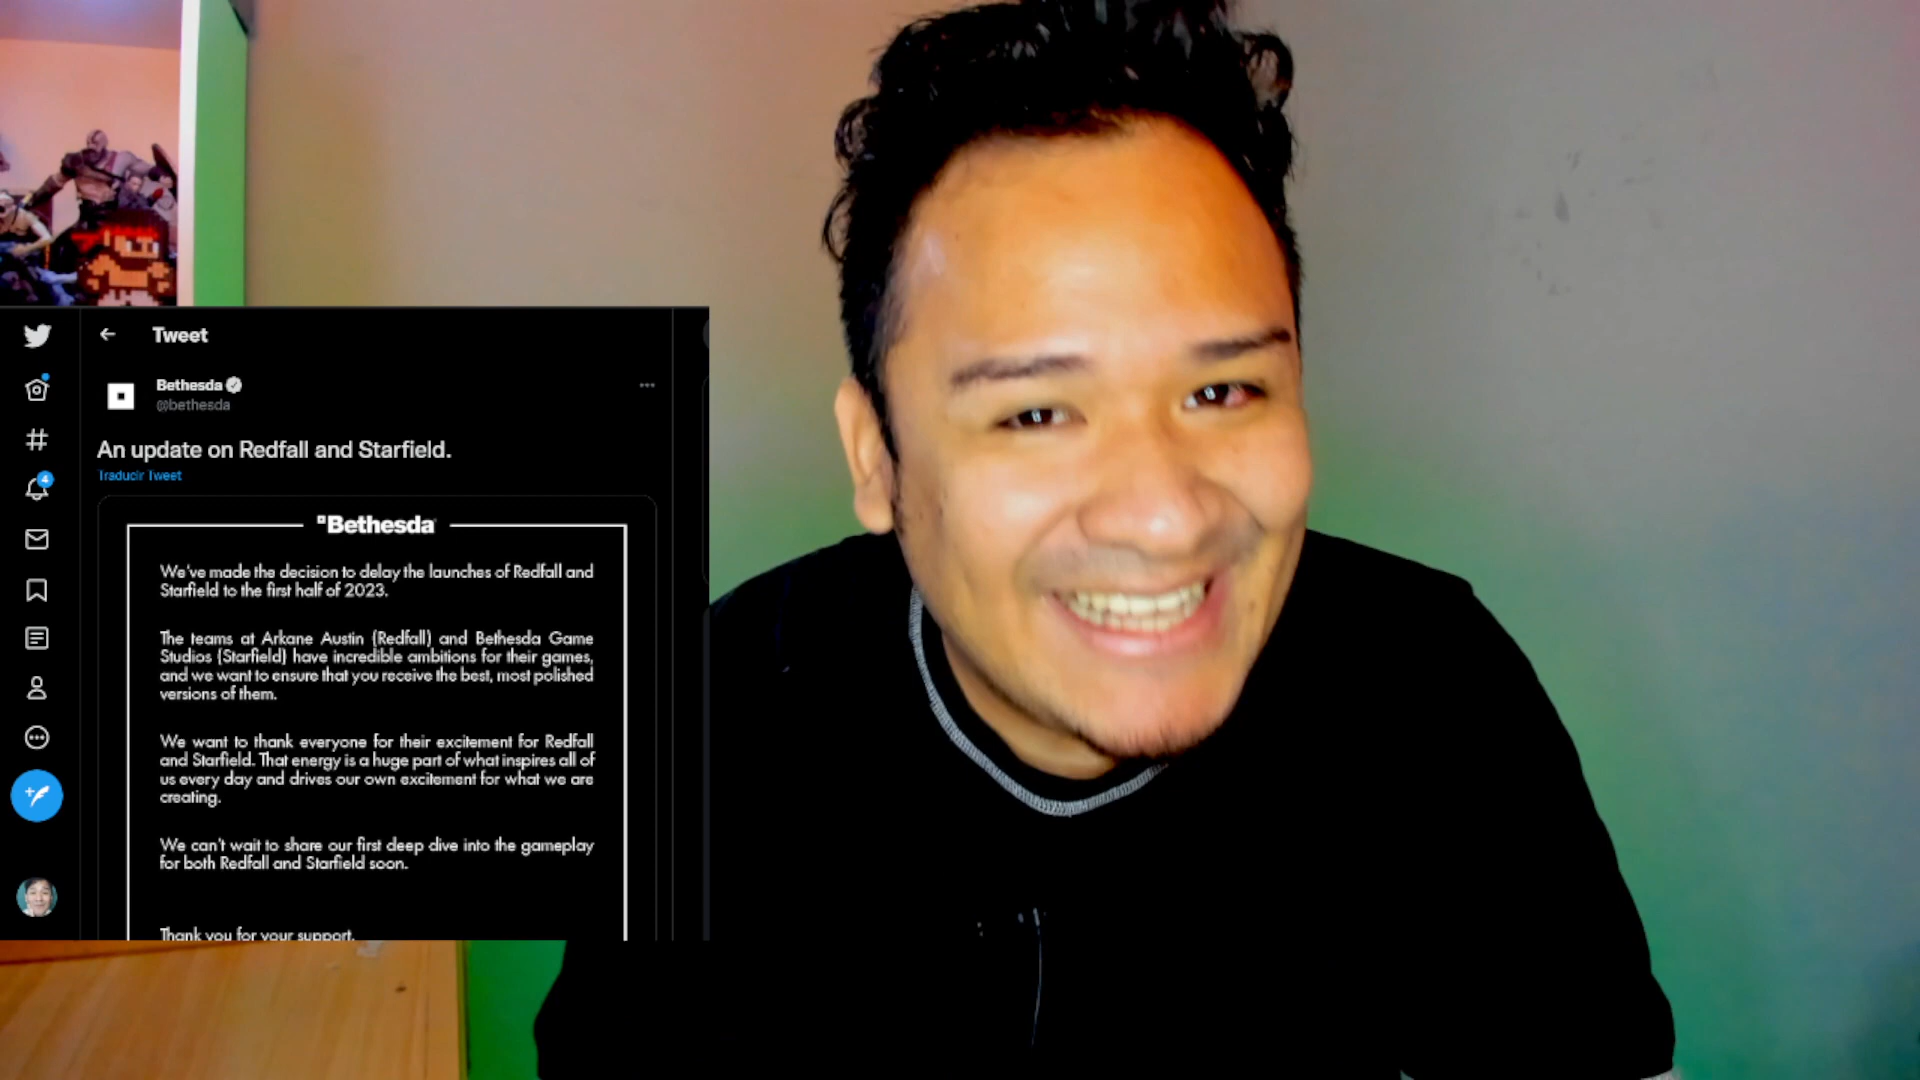 Tweet
Bethesda
@bethesda
An update on Redfall and Starfield.
Traducir Tweet
4
Bethesda
We've made the decision to delay the launches of Redfall and
Starfield to the first half of 2023.
The teams at Arkane Austin (Redfall) and Bethesda Game
Studios (Starfield) have incredible ambitions for their games,
and we want to ensure that you receive the best, most polished
versions of them.
We want to thank everyone for their excitement for Redfall
and Starfield. That energy is a huge part of what inspires all of
us every day and drives our own excitement for what we are
creating.
We can't wait to share our first deep dive into the gameplay
for both Redfall and Starfield soon.
Thank you for your support.